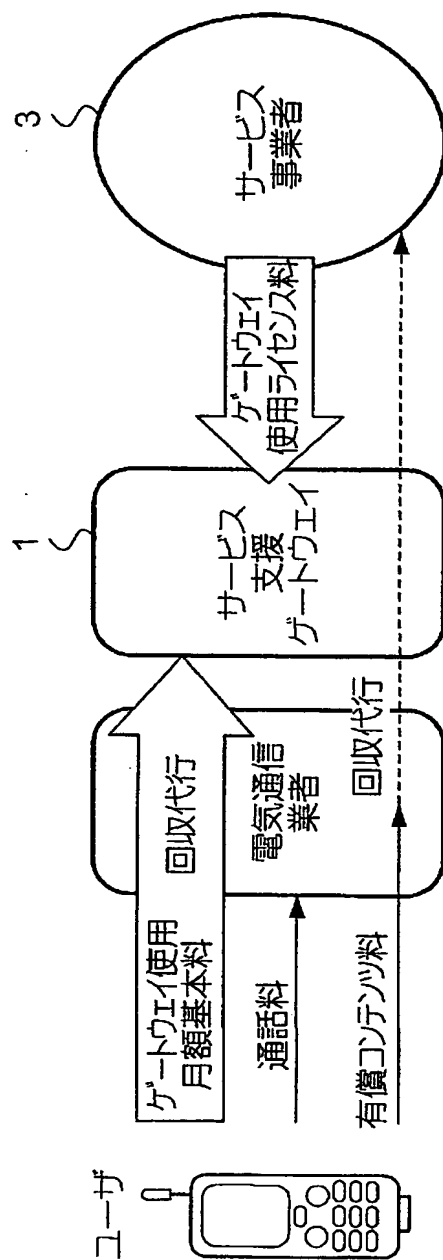 ユーザ
ゲートウェイ使用
月額基本料
回収代行
通話料
有償コンテンツ料
電気通信
業者
回収代行
1
サービス
支援
ゲートウェイ
ゲートウェイ
使用ライセンス料
3
サービス
事業者